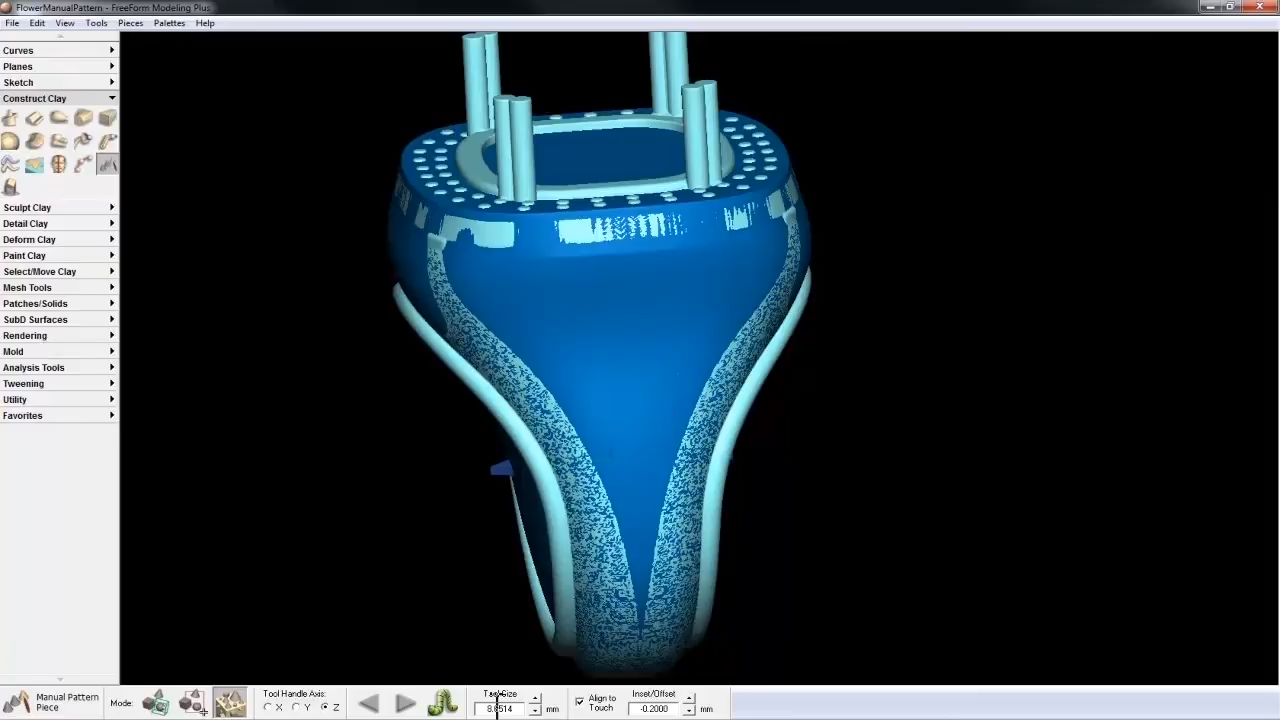 FlowerManualPattern - FreeForm Modeling Plus
File Edit View Tools Pieces Palettes Help
Curves
Planes
Sketch
Construct Clay
Sculpt Clay
Detail Clay
Deform Clay
Paint Clay
Select/Move Clay
Mesh Tools
Patches/Solids
SubD Surfaces
Rendering
Mold
Analysis Tools
Tweening
Utility
Favorites
Manual Pattern
Piece
Mode:
Tool Handle Axis:
X Y Z
Size
mm
Align to
Touch
Inset/Offset
-0.2000 mm